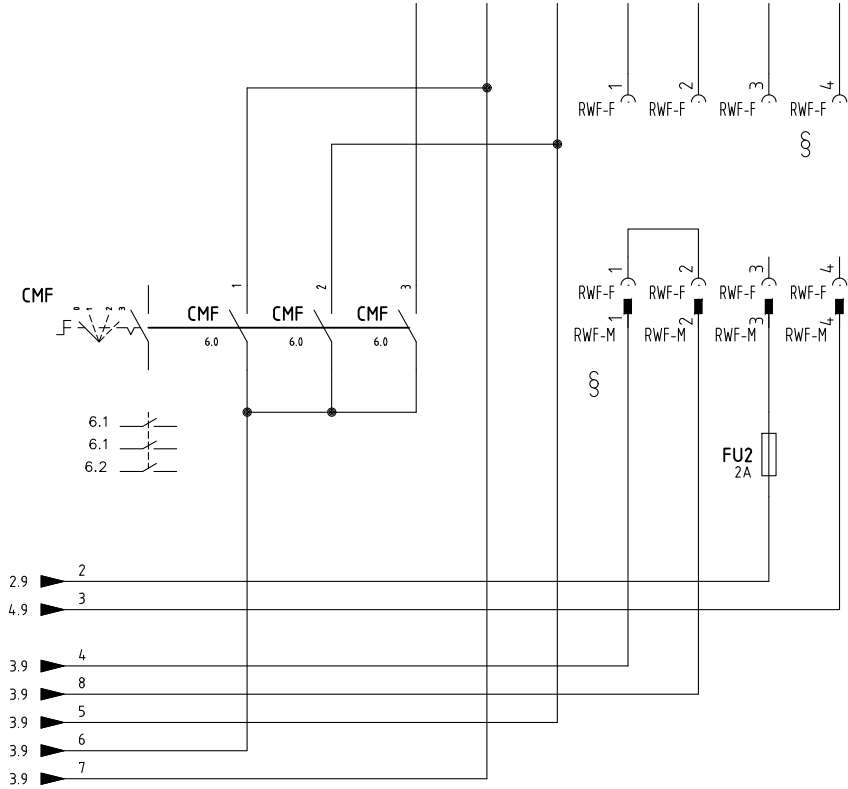 1 2 3 4
RWF-F RWF-F RWF-F RWF-F
§
1 2 3
1 2 3 4
CMF
0 1 2 3
CMF CMF CMF
6.0 6.0 6.0
RWF-F RWF-F RWF-F RWF-F
1 2 3 4
RWF-M RWF-M RWF-M RWF-M
§
6.1
6.1
6.2
FU2
2A
2.9 2
4.9 3
3.9 4
3.9 8
3.9 5
3.9 6
3.9 7